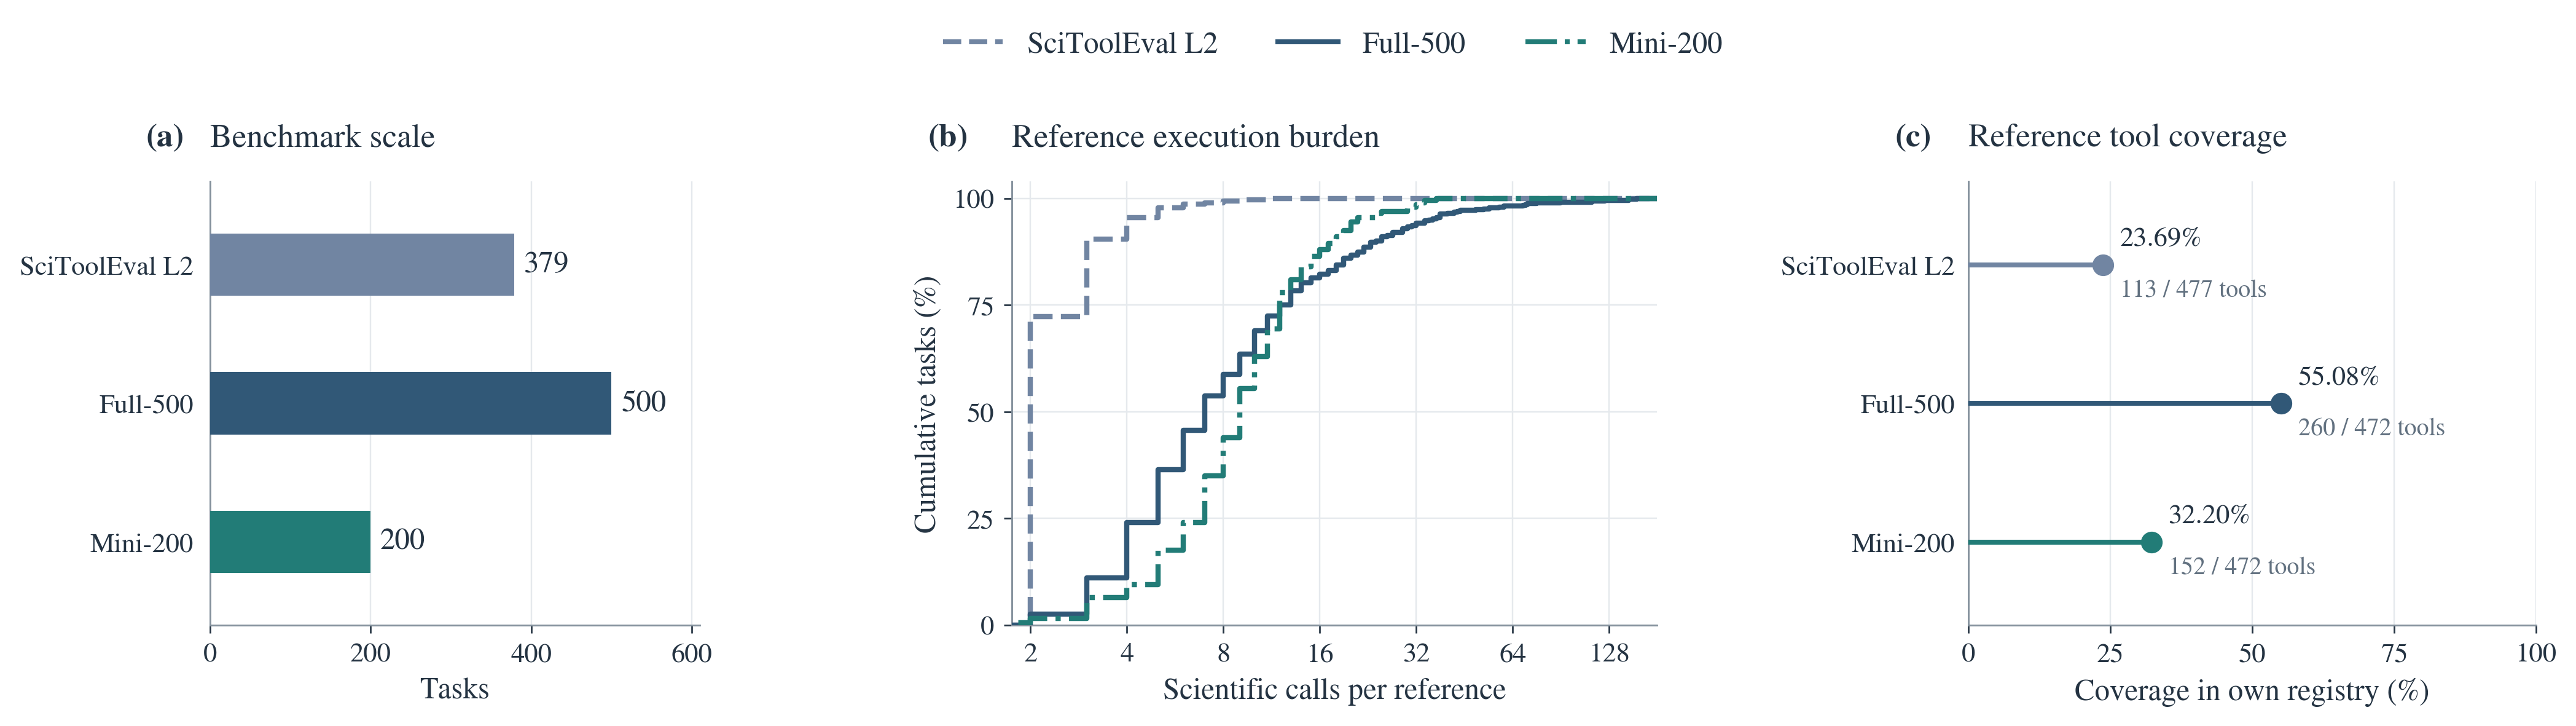 SciToolEval L2 Full-500 Mini-200
(a) Benchmark scale
SciToolEval L2
379
Full-500
500
Mini-200
200
0 200 400 600
Tasks
(b) Reference execution burden
Cumulative tasks (%)
100
75
50
25
0
2 4 8 16 32 64 128
Scientific calls per reference
(c) Reference tool coverage
SciToolEval L2
23.69%
113 / 477 tools
Full-500
55.08%
260 / 472 tools
Mini-200
32.20%
152 / 472 tools
0 25 50 75 100
Coverage in own registry (%)